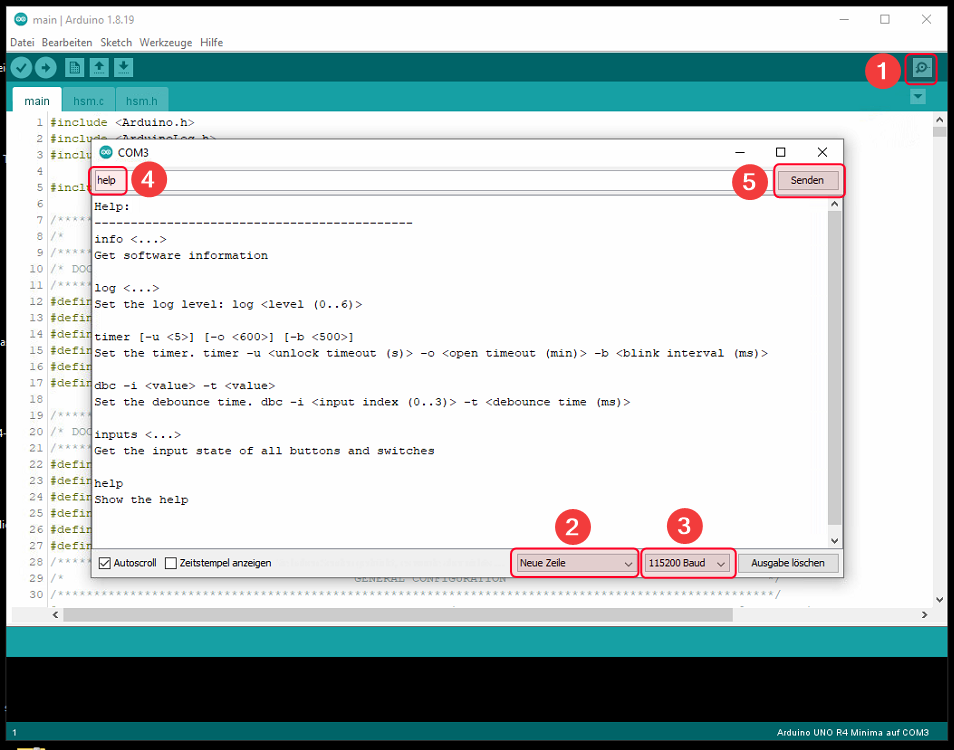 main | Arduino 1.8.19
Datei Bearbeiten Sketch Werkzeuge Hilfe
1
main hsm.c hsm.h
1 #include <Arduino.h>
2 #include <ArduinoLog.h>
3 #inclu
4
5 #inclu
6
7 /*****
8 /*
9 /*****
10 /* DOC
11 /*****
12 #defin
13 #defin
14 #defin
15 #defin
16 #defin
17 #defin
18
19 /*****
20 /* DOC
21 /*****
22 #defin
23 #defin
24 #defin
25 #defin
26 #defin
27 #defin
28 /*****
29 /* GENERAL CONFIGURATION */
30 /****************************************************************************************************/
COM3
help 4 5 Senden
Help:
-------------------------------------------
info <...>
Get software information
log <...>
Set the log level: log <level (0..6)>
timer [-u <5>] [-o <600>] [-b <500>]
Set the timer. timer -u <unlock timeout (s)> -o <open timeout (min)> -b <blink interval (ms)>
dbc -i <value> -t <value>
Set the debounce time. dbc -i <input index (0..3)> -t <debounce time (ms)>
inputs <...>
Get the input state of all buttons and switches
help
Show the help
2 3
Autoscroll Zeitstempel anzeigen Neue Zeile 115200 Baud Ausgabe löschen
1 Arduino UNO R4 Minima auf COM3